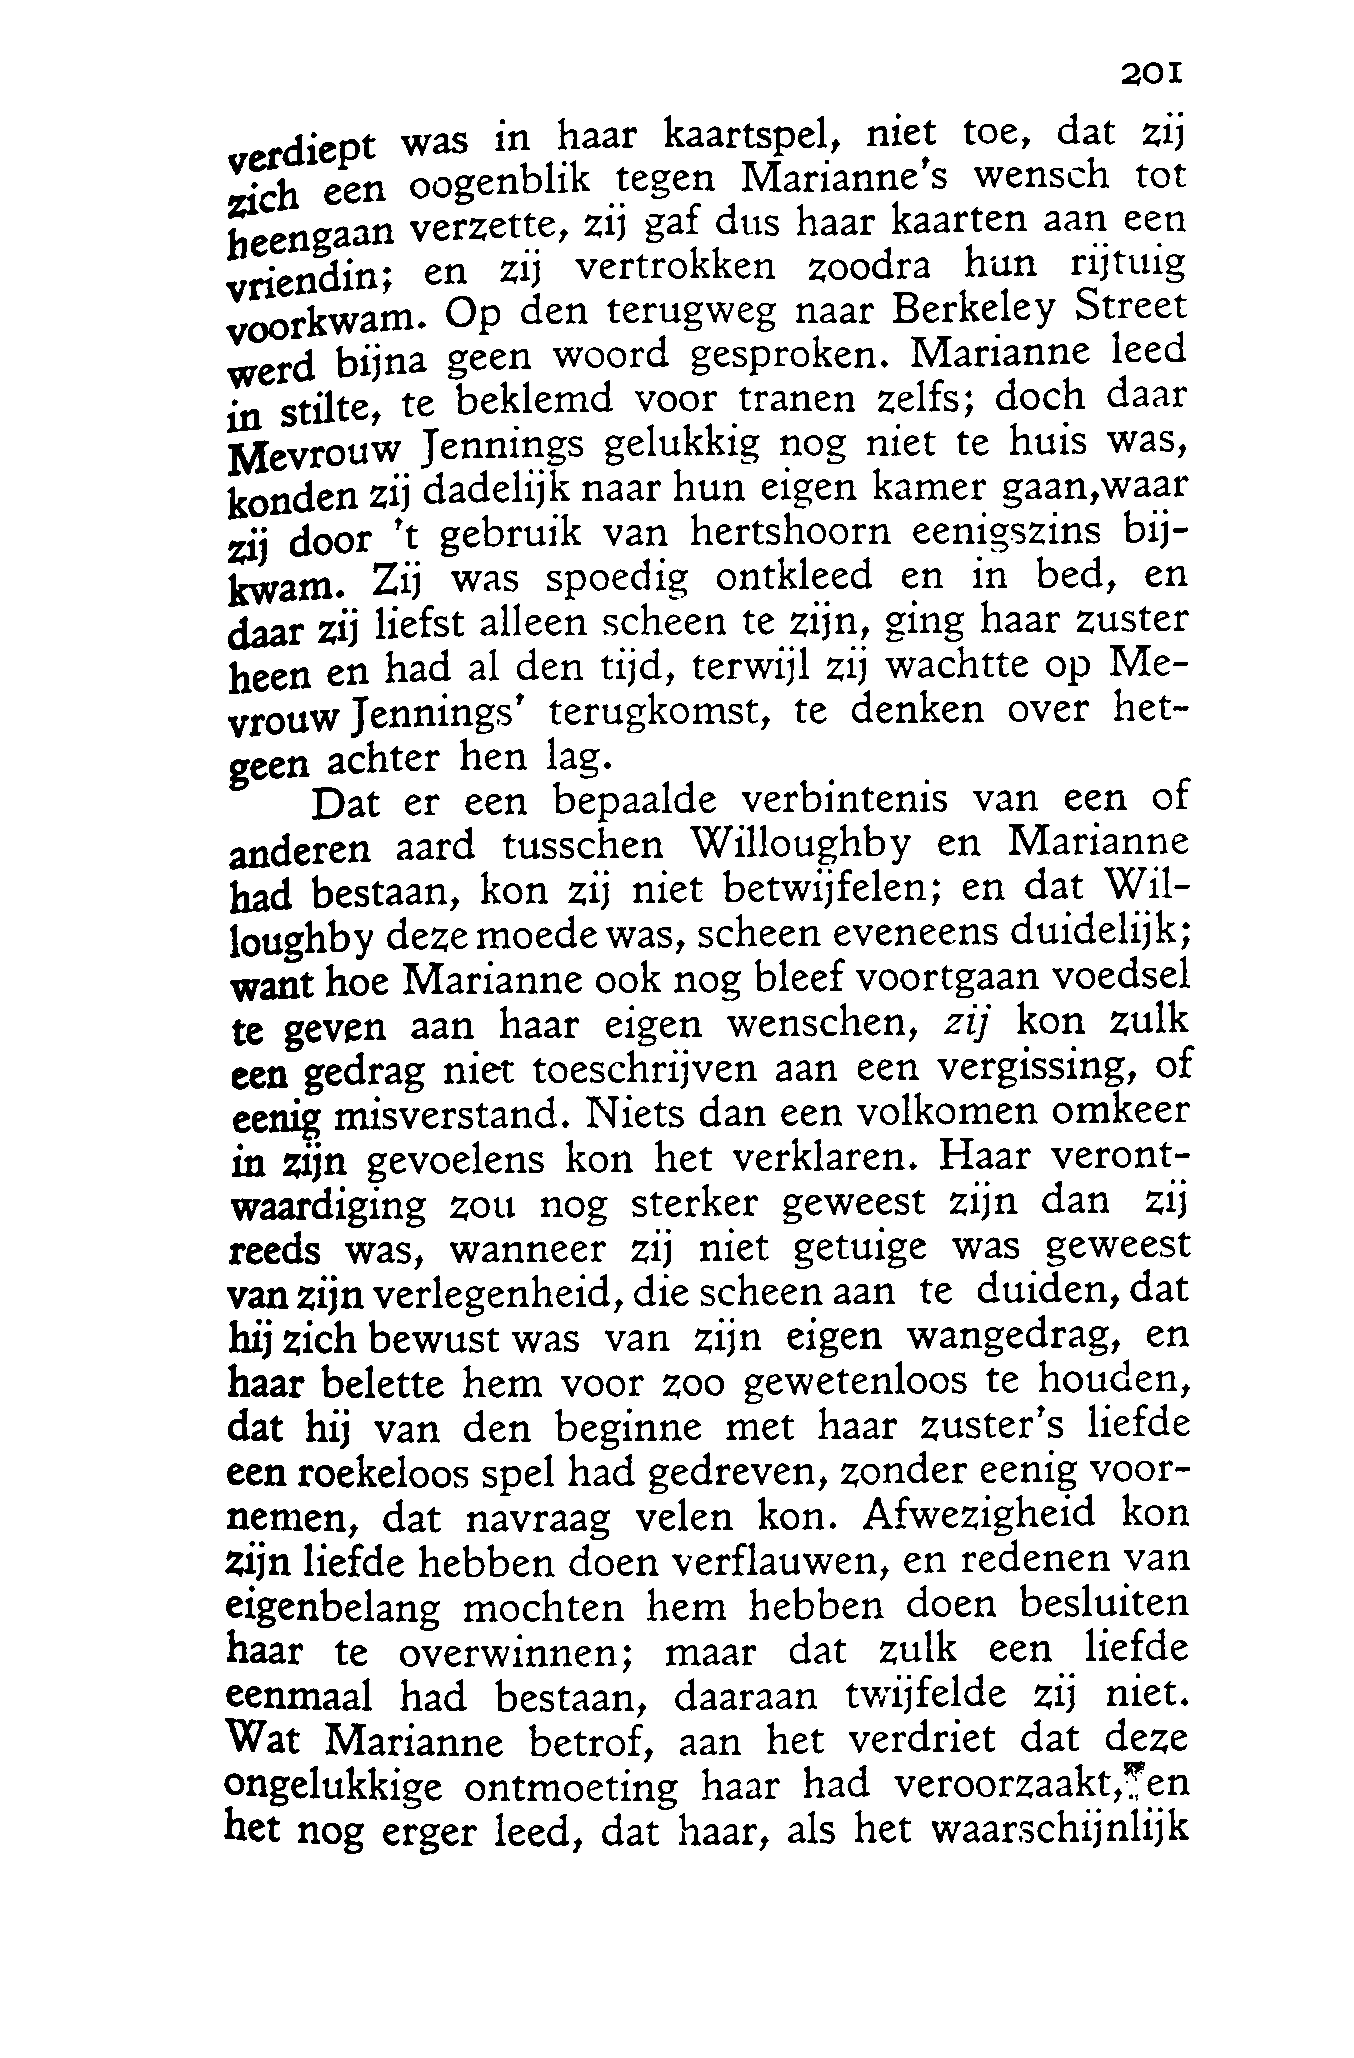 201
verdiept was in haar kaartspel, niet toe, dat zij
zich een oogenblik tegen Marianne's wensch tot
heengaan verzette, zij gaf dus haar kaarten aan een
vriendin; en zij vertrokken zoodra hun rijtuig
voorkwam. Op den terugweg naar Berkeley Street
werd bijna geen woord gesproken. Marianne leed
in stilte, te beklemd voor tranen zelfs; doch daar
Mevrouw Jennings gelukkig nog niet te huis was,
konden zij dadelijk naar hun eigen kamer gaan,waar
zij door 't gebruik van hertshoorn eenigszins bij-
kwam. Zij was spoedig ontkleed en in bed, en
daar zij liefst alleen scheen te zijn, ging haar zuster
heen en had al den tijd, terwijl zij wachtte op Me-
vrouw Jennings' terugkomst, te denken over het-
geen achter hen lag.
Dat er een bepaalde verbintenis van een of
anderen aard tusschen Willoughby en Marianne
had bestaan, kon zij niet betwijfelen; en dat Wil-
loughby deze moede was, scheen eveneens duidelijk;
want hoe Marianne ook nog bleef voortgaan voedsel
te geven aan haar eigen wenschen, zij kon zulk
een gedrag niet toeschrijven aan een vergissing, of
eenig misverstand. Niets dan een volkomen omkeer
in zijn gevoelens kon het verklaren. Haar veront-
waardiging zou nog sterker geweest zijn dan zij
reeds was, wanneer zij niet getuige was geweest
van zijn verlegenheid, die scheen aan te duiden, dat
hij zich bewust was van zijn eigen wangedrag, en
haar belette hem voor zoo gewetenloos te houden,
dat hij van den beginne met haar zuster's liefde
een roekeloos spel had gedreven, zonder eenig voor-
nemen, dat navraag velen kon. Afwezigheid kon
zijn liefde hebben doen verflauwen, en redenen van
eigenbelang mochten hem hebben doen besluiten
haar te overwinnen; maar dat zulk een liefde
eenmaal had bestaan, daaraan twijfelde zij niet.
Wat Marianne betrof, aan het verdriet dat deze
ongelukkige ontmoeting haar had veroorzaakt, en
het nog erger leed, dat haar, als het waarschijnlijk